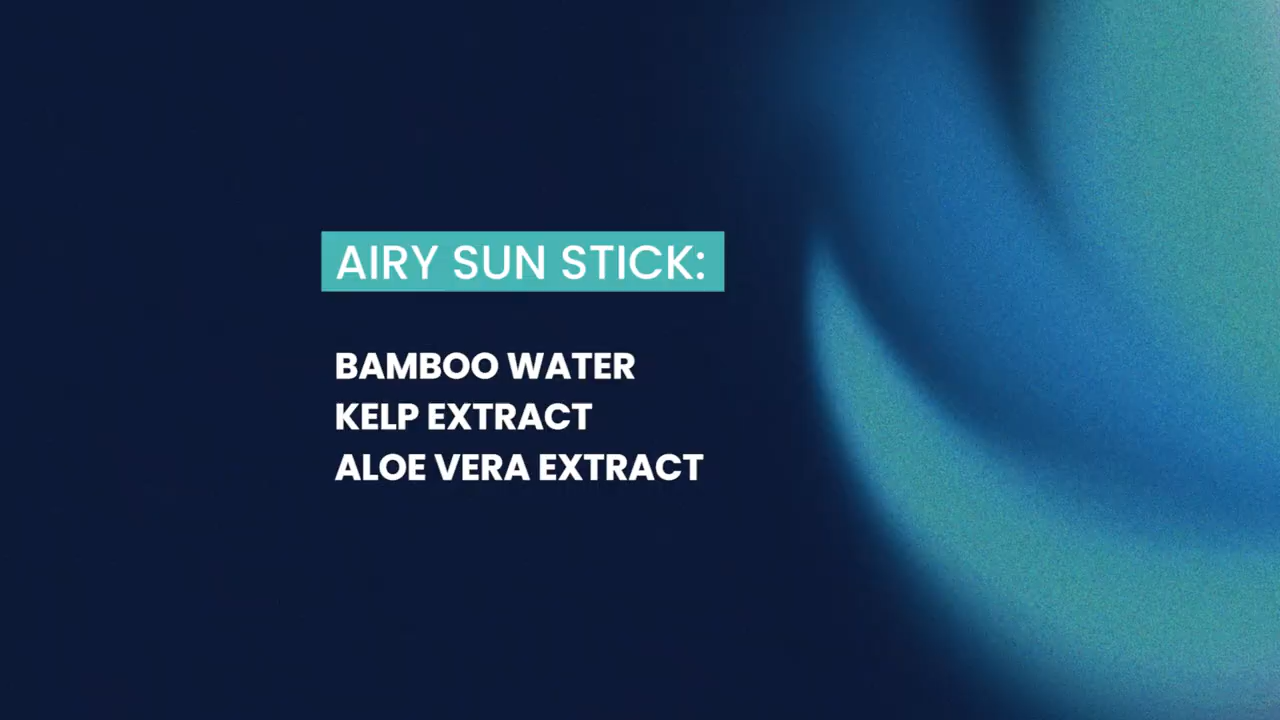 AIRY SUN STICK:
BAMBOO WATER
KELP EXTRACT
ALOE VERA EXTRACT